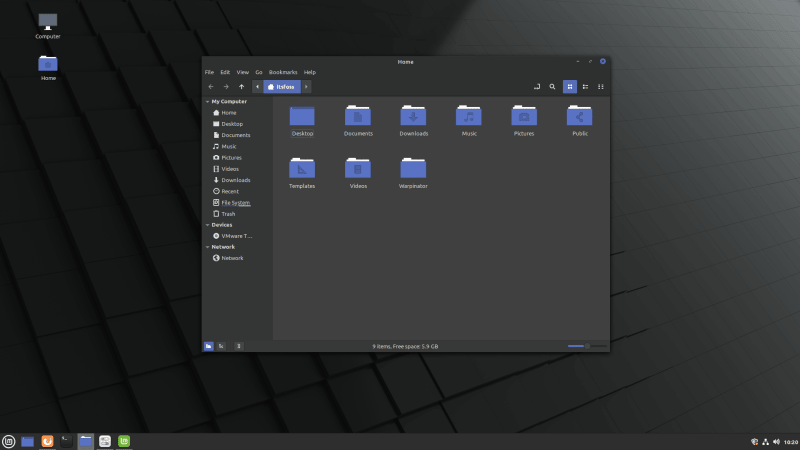 Computer
Home
Home
File Edit View Go Bookmarks Help
itsfoss
My Computer
Home
Desktop
Documents
Music
Pictures
Videos
Downloads
Recent
File System
Trash
Devices
VMware T...
Network
Network
Desktop Documents Downloads Music Pictures Public
Templates Videos Warpinator
9 items, Free space: 5.9 GB
10:20